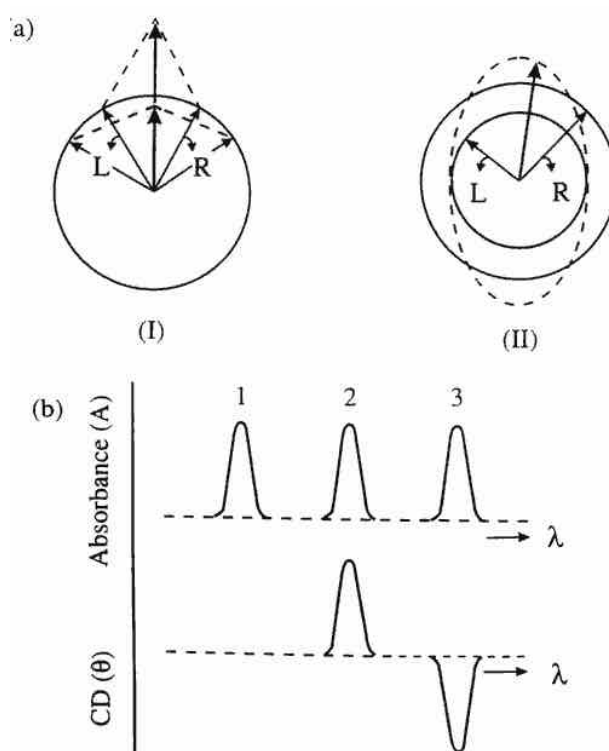 a)
L R
L R
(I)
(II)
(b)
1 2 3
Absorbance (A)
λ
CD (θ)
λ